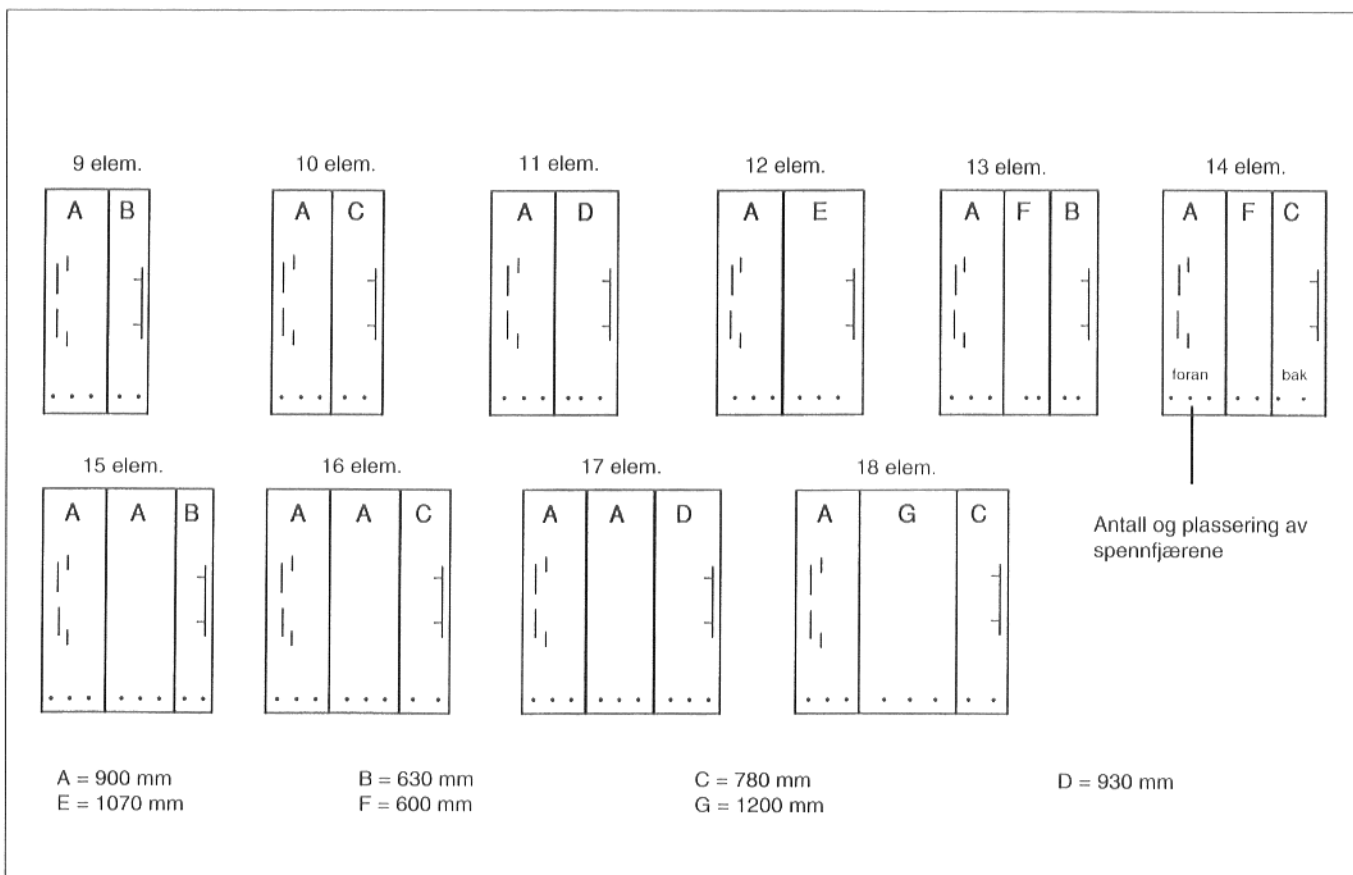 9 elem.
10 elem.
11 elem.
12 elem.
13 elem.
14 elem.
A B
A C
A D
A E
A F B
A F C
foran bak
15 elem.
16 elem.
17 elem.
18 elem.
A A B
A A C
A A D
A G C
Antall og plassering av
spennfjærene
A = 900 mm
B = 630 mm
C = 780 mm
D = 930 mm
E = 1070 mm
F = 600 mm
G = 1200 mm